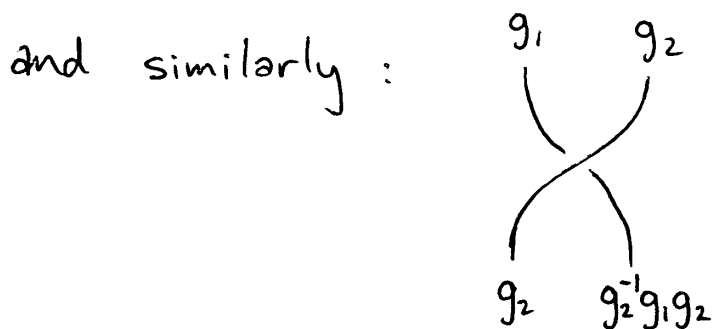 and similarly :
g₁ g₂
g₂ g₂⁻¹g₁g₂